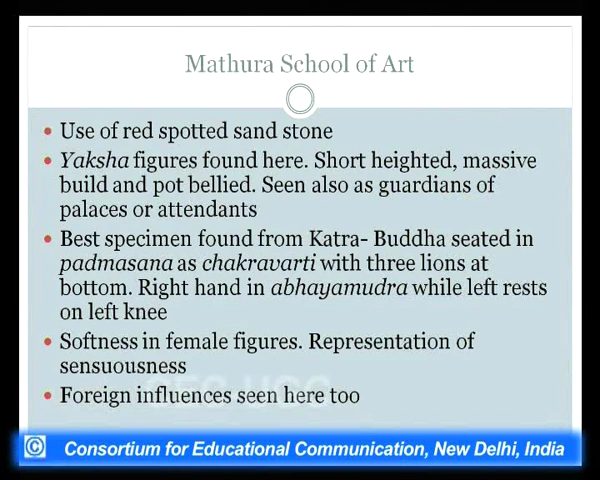 Mathura School of Art
• Use of red spotted sand stone
• Yaksha figures found here. Short heighted, massive
build and pot bellied. Seen also as guardians of
palaces or attendants
• Best specimen found from Katra- Buddha seated in
padmasana as chakravarti with three lions at
bottom. Right hand in abhayamudra while left rests
on left knee
• Softness in female figures. Representation of
sensuousness
• Foreign influences seen here too
© Consortium for Educational Communication, New Delhi, India